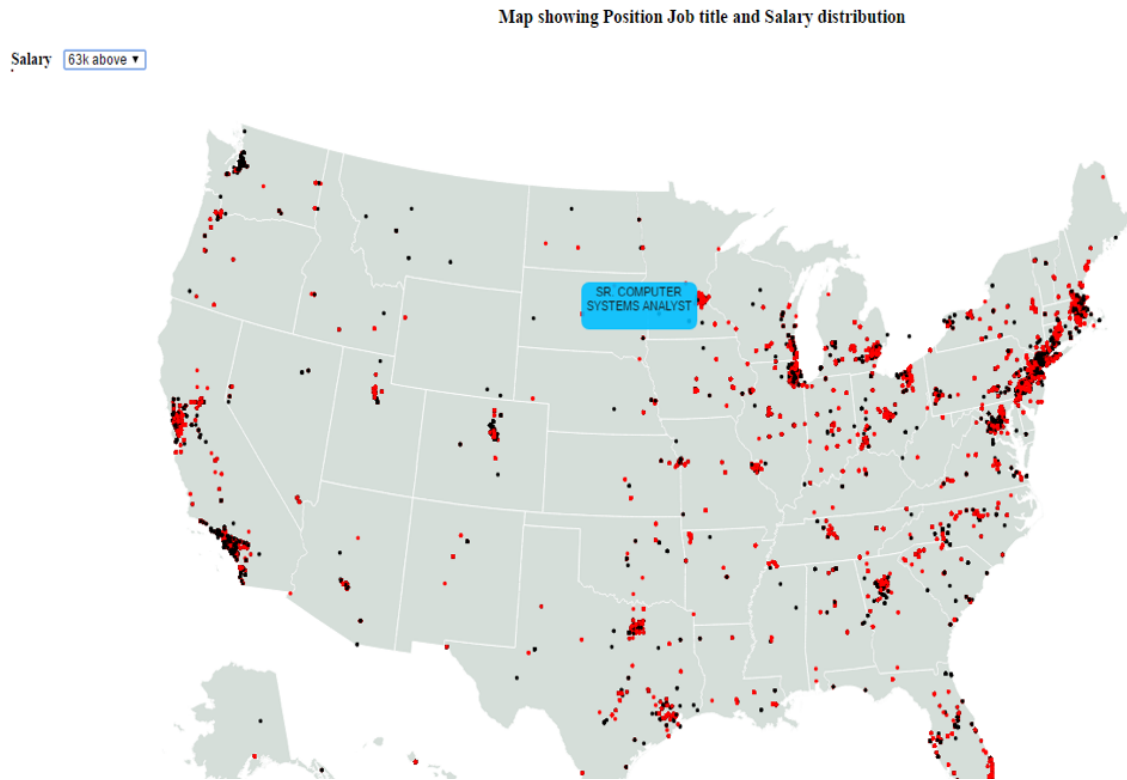 Map showing Position Job title and Salary distribution
Salary 63k above ▼
SR. COMPUTER
SYSTEMS ANALYST